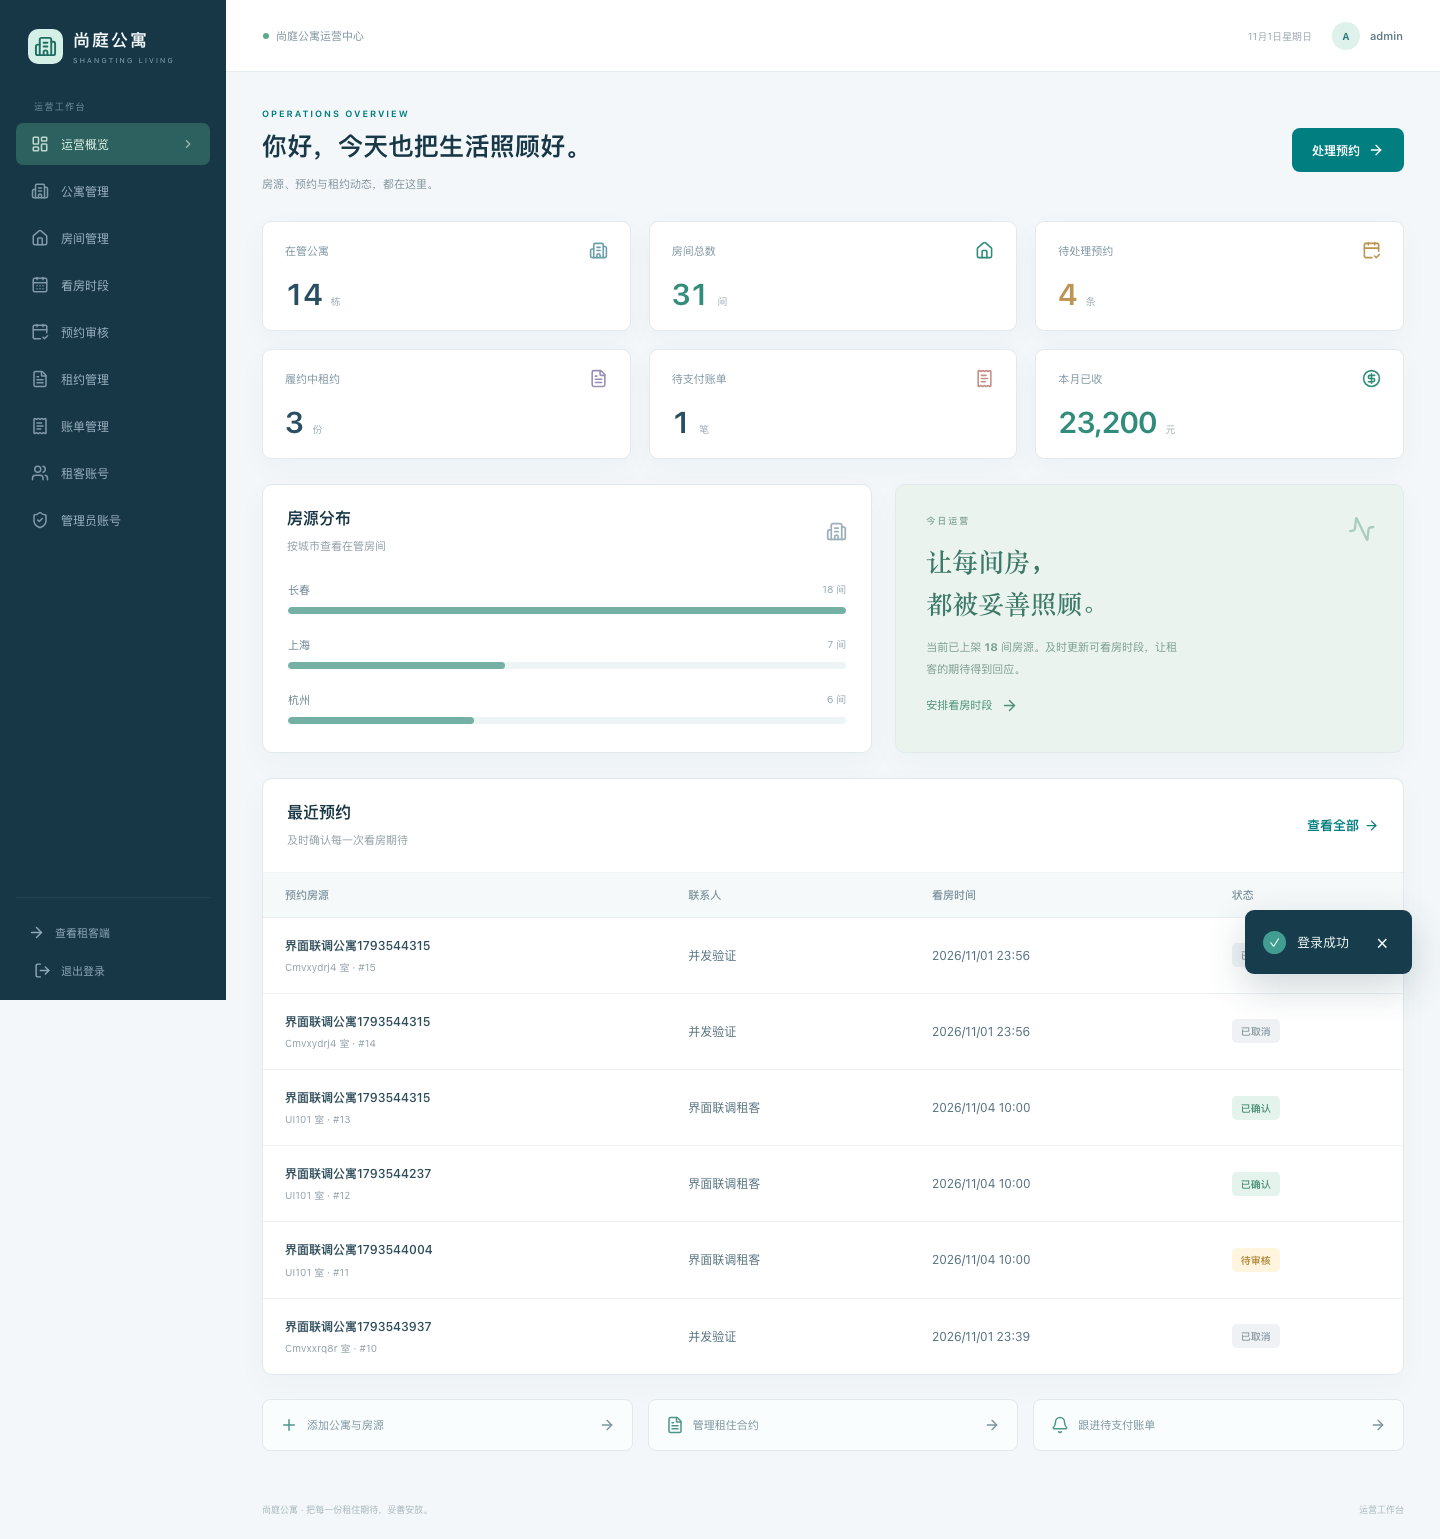 尚庭公寓
SHANGTING LIVING
运营工作台
运营概览
公寓管理
房间管理
看房时段
预约审核
租约管理
账单管理
租客账号
管理员账号
查看租客端
退出登录
尚庭公寓运营中心
11月1日星期日
A
admin
OPERATIONS OVERVIEW
你好，今天也把生活照顾好。
房源、预约与租约动态，都在这里。
处理预约
在管公寓
14 栋
房间总数
31 间
待处理预约
4 条
履约中租约
3 份
待支付账单
1 笔
本月已收
23,200 元
房源分布
按城市查看在管房间
长春 18 间
上海 7 间
杭州 6 间
今日运营
让每间房，
都被妥善照顾。
当前已上架 18 间房源。及时更新可看房时段，让租
客的期待得到回应。
安排看房时段
最近预约
及时确认每一次看房期待
查看全部
预约房源 联系人 看房时间 状态
界面联调公寓1793544315
Cmvxydrj4 室 · #15
并发验证
2026/11/01 23:56
登录成功
界面联调公寓1793544315
Cmvxydrj4 室 · #14
并发验证
2026/11/01 23:56
已取消
界面联调公寓1793544315
UI101 室 · #13
界面联调租客
2026/11/04 10:00
已确认
界面联调公寓1793544237
UI101 室 · #12
界面联调租客
2026/11/04 10:00
已确认
界面联调公寓1793544004
UI101 室 · #11
界面联调租客
2026/11/04 10:00
待审核
界面联调公寓1793543937
Cmvxxrq8r 室 · #10
并发验证
2026/11/01 23:39
已取消
添加公寓与房源
管理租住合约
跟进待支付账单
尚庭公寓 · 把每一份租住期待，妥善安放。
运营工作台